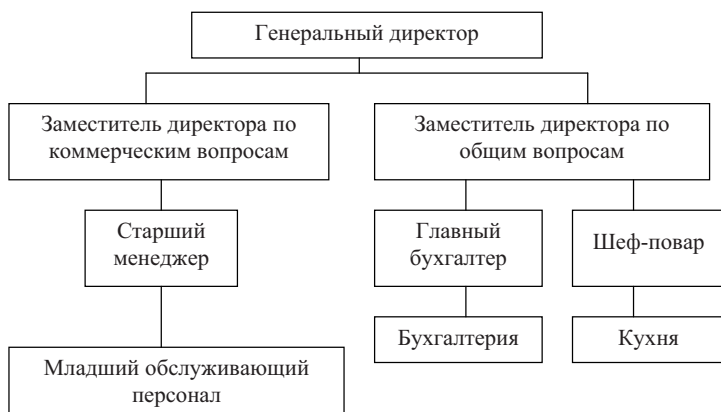 Генеральный директор
Заместитель директора по
коммерческим вопросам
Заместитель директора по
общим вопросам
Старший
менеджер
Главный
бухгалтер
Шеф-повар
Бухгалтерия
Кухня
Младший обслуживающий
персонал